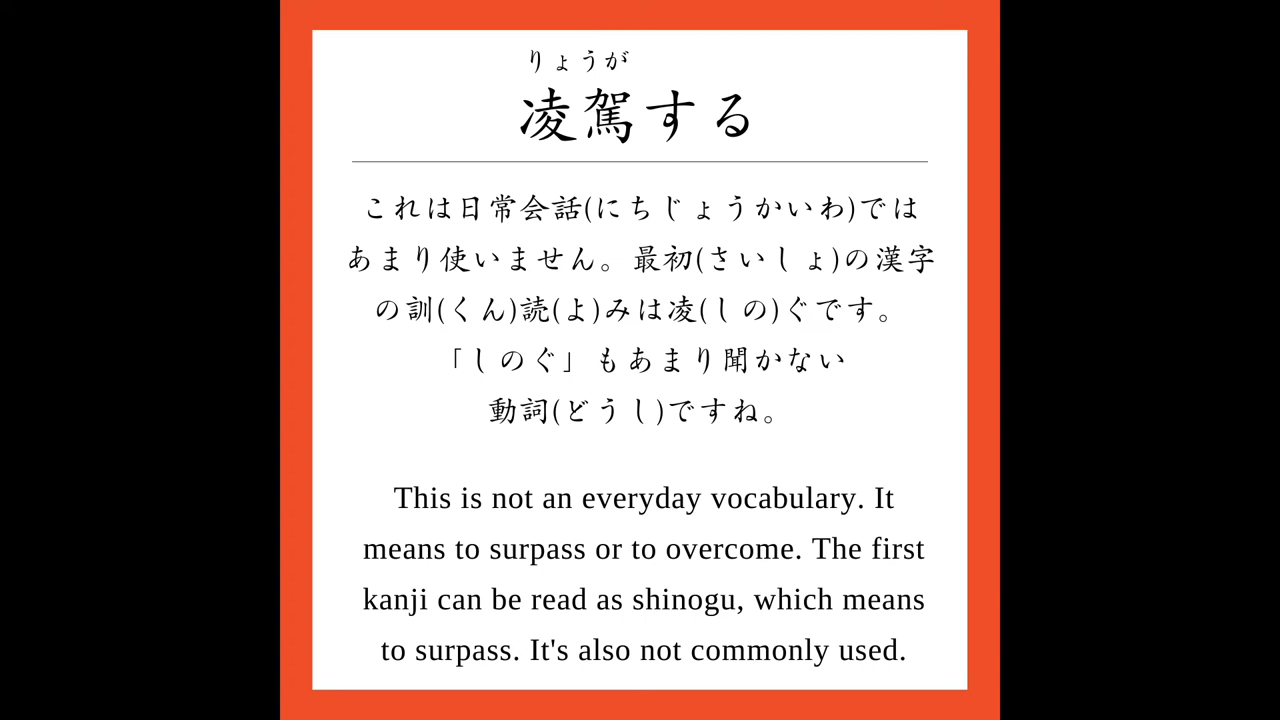 りょうが
凌駕する
これは日常会話(にちじょうかいわ)では
あまり使いません。最初(さいしょ)の漢字
の訓(くん)読(よ)みは凌(しの)ぐです。
「しのぐ」もあまり聞かない
動詞(どうし)ですね。
This is not an everyday vocabulary. It
means to surpass or to overcome. The first
kanji can be read as shinogu, which means
to surpass. It's also not commonly used.